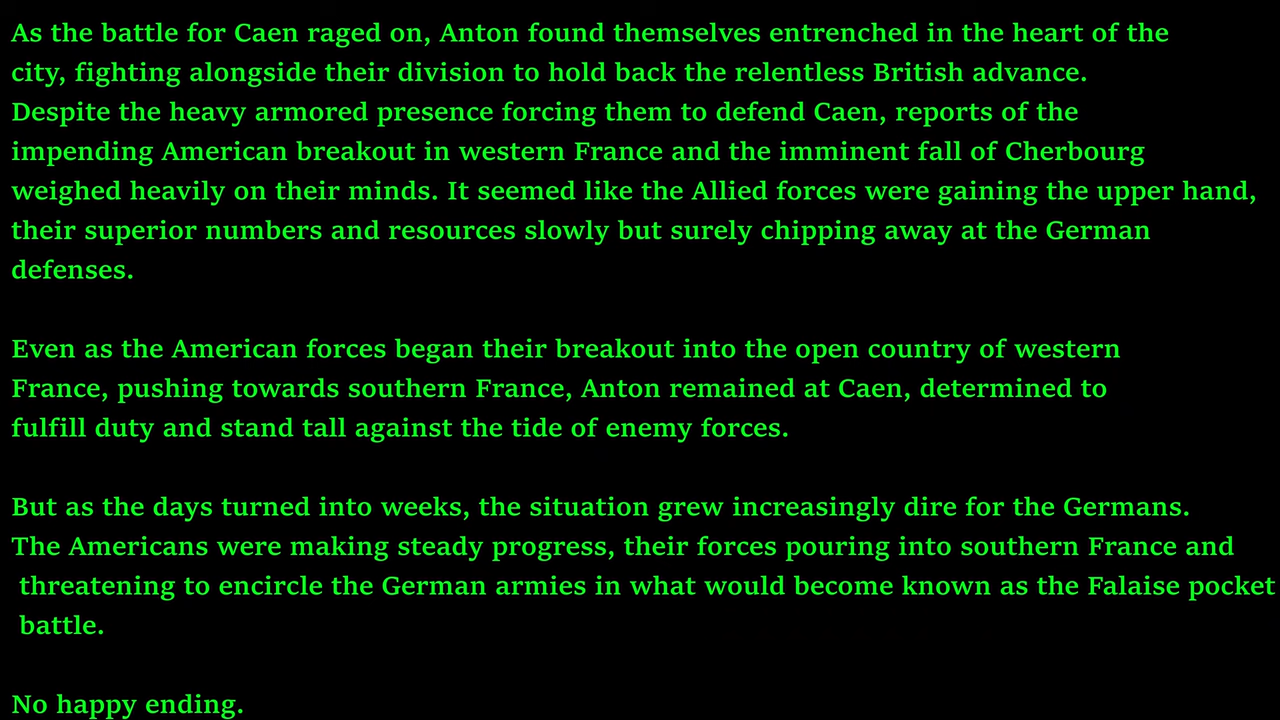 As the battle for Caen raged on, Anton found themselves entrenched in the heart of the
city, fighting alongside their division to hold back the relentless British advance.
Despite the heavy armored presence forcing them to defend Caen, reports of the
impending American breakout in western France and the imminent fall of Cherbourg
weighed heavily on their minds. It seemed like the Allied forces were gaining the upper hand,
their superior numbers and resources slowly but surely chipping away at the German
defenses.
Even as the American forces began their breakout into the open country of western
France, pushing towards southern France, Anton remained at Caen, determined to
fulfill duty and stand tall against the tide of enemy forces.
But as the days turned into weeks, the situation grew increasingly dire for the Germans.
The Americans were making steady progress, their forces pouring into southern France and
threatening to encircle the German armies in what would become known as the Falaise pocket
battle.
No happy ending.